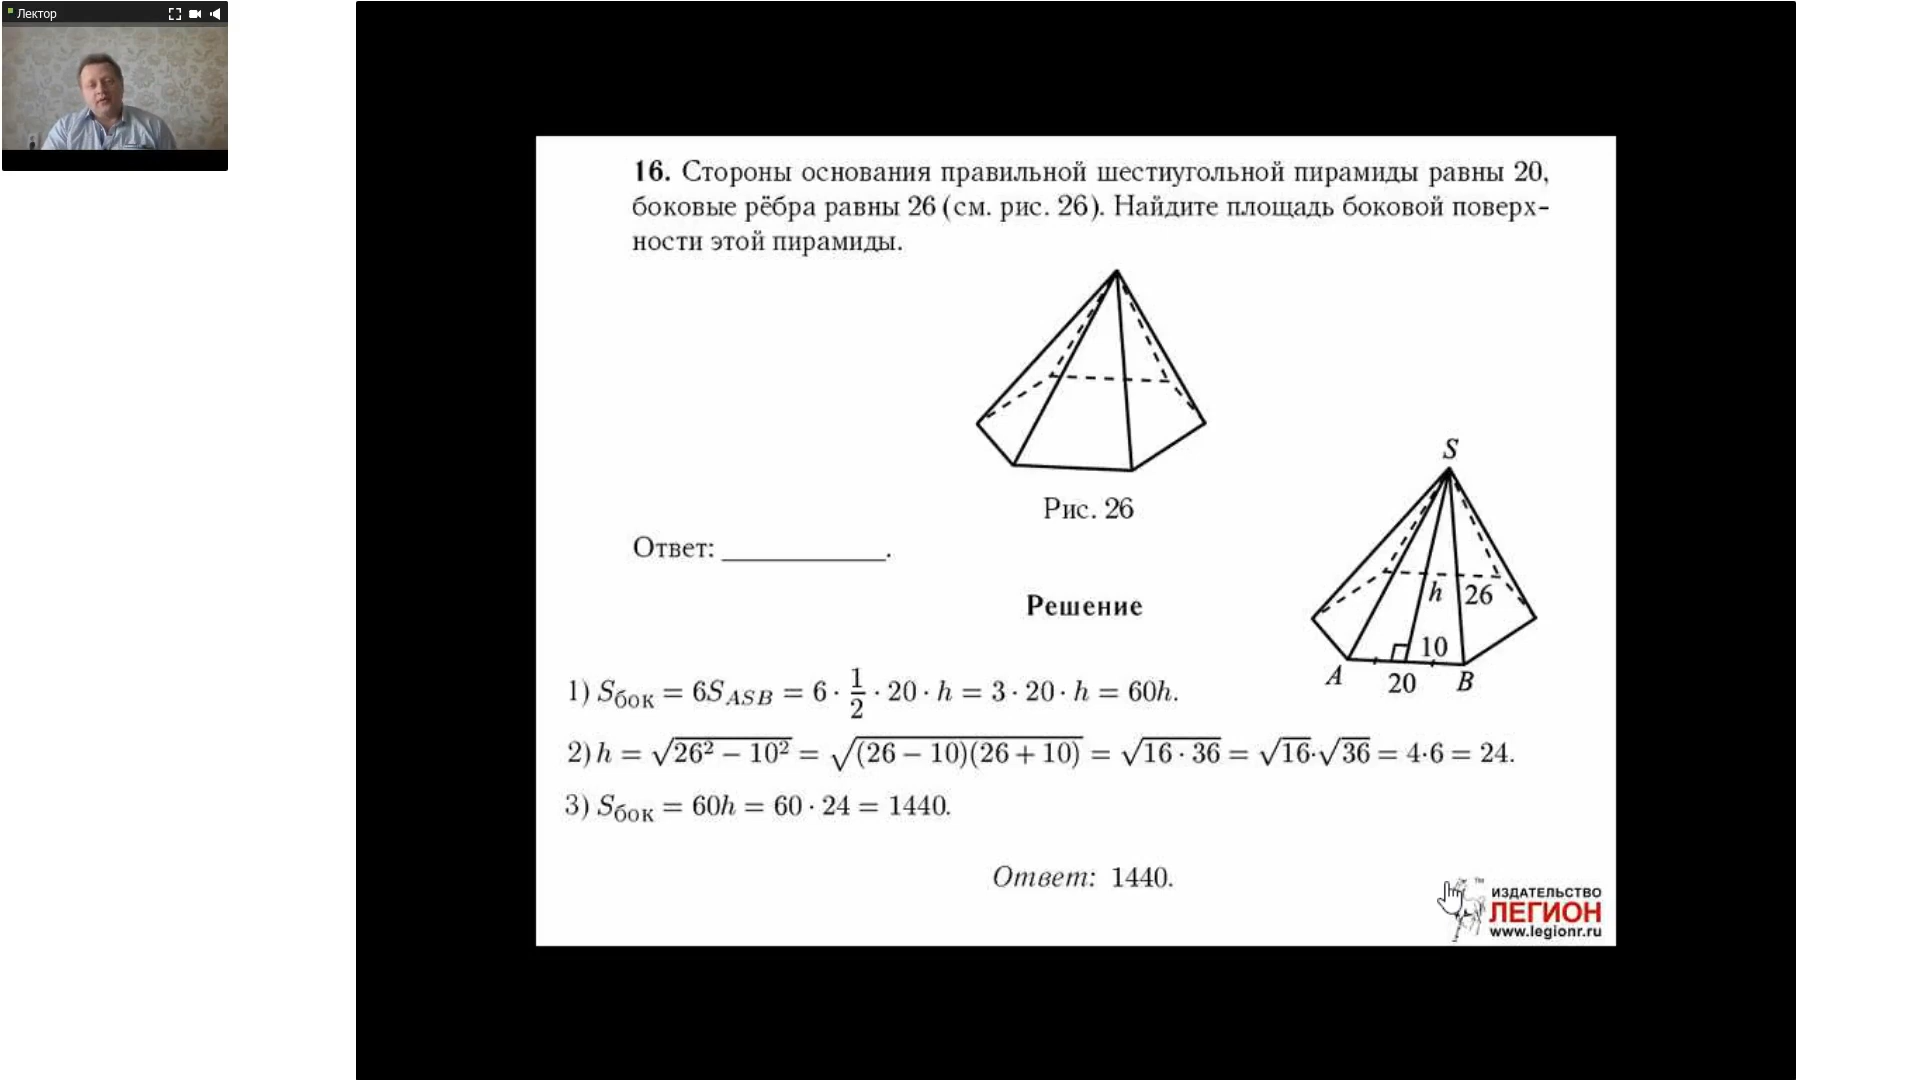 Лектор
16. Стороны основания правильной шестиугольной пирамиды равны 20,
боковые рёбра равны 26 (см. рис. 26). Найдите площадь боковой поверх-
ности этой пирамиды.
Рис. 26
Ответ: ____________.
S
h 26
10
A 20 B
Решение
1) Sбок = 6S_ASB = 6 · 1/2 · 20 · h = 3 · 20 · h = 60h.
2) h = √(26² − 10²) = √((26 − 10)(26 + 10)) = √(16 · 36) = √16·√36 = 4·6 = 24.
3) Sбок = 60h = 60 · 24 = 1440.
Ответ: 1440.
™
ИЗДАТЕЛЬСТВО
ЛЕГИОН
www.legionr.ru